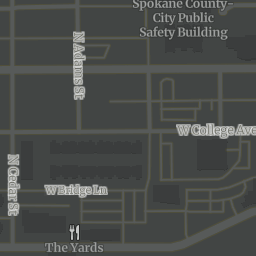 Spokane County-
City Public
Safety Building
N Adams St
W College Ave
N Cedar St
W Bridge Ln
The Yards